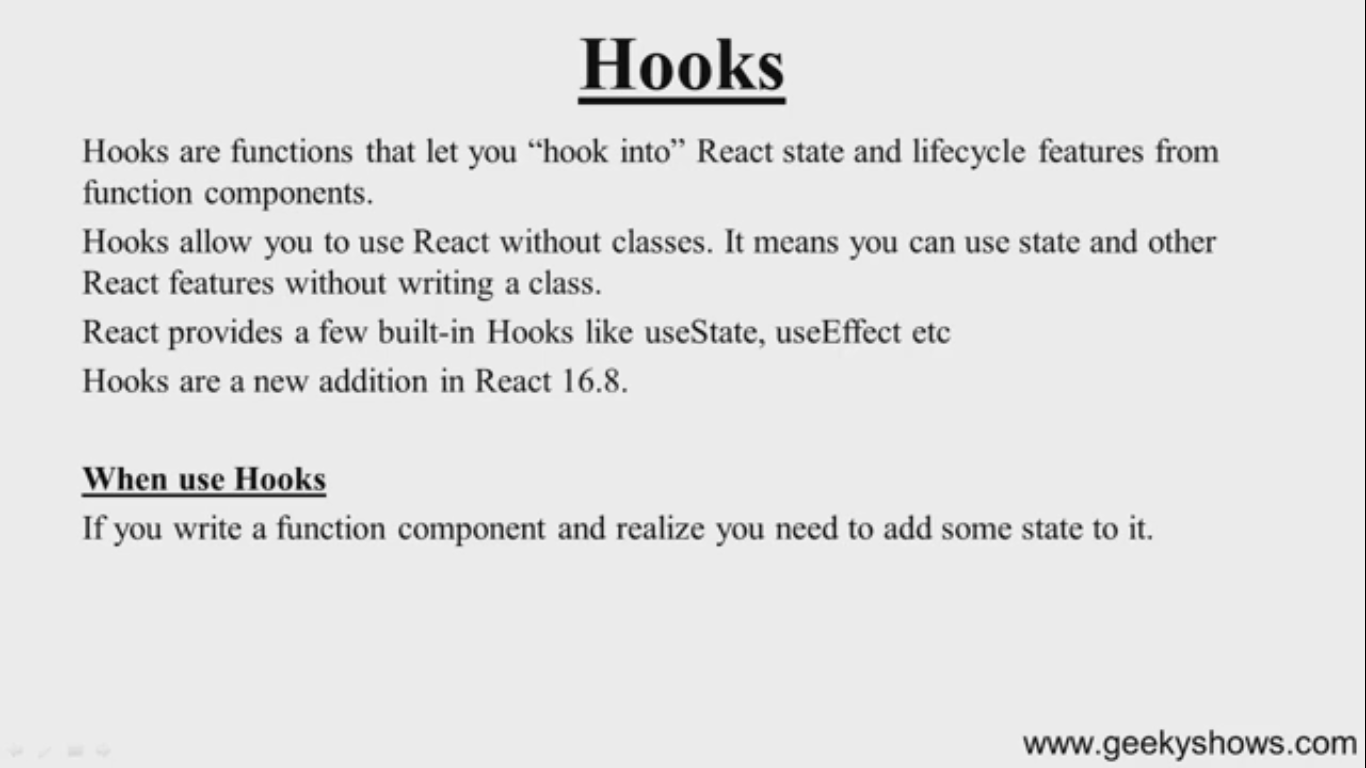 Hooks
Hooks are functions that let you “hook into” React state and lifecycle features from
function components.
Hooks allow you to use React without classes. It means you can use state and other
React features without writing a class.
React provides a few built-in Hooks like useState, useEffect etc
Hooks are a new addition in React 16.8.
When use Hooks
If you write a function component and realize you need to add some state to it.
www.geekyshows.com